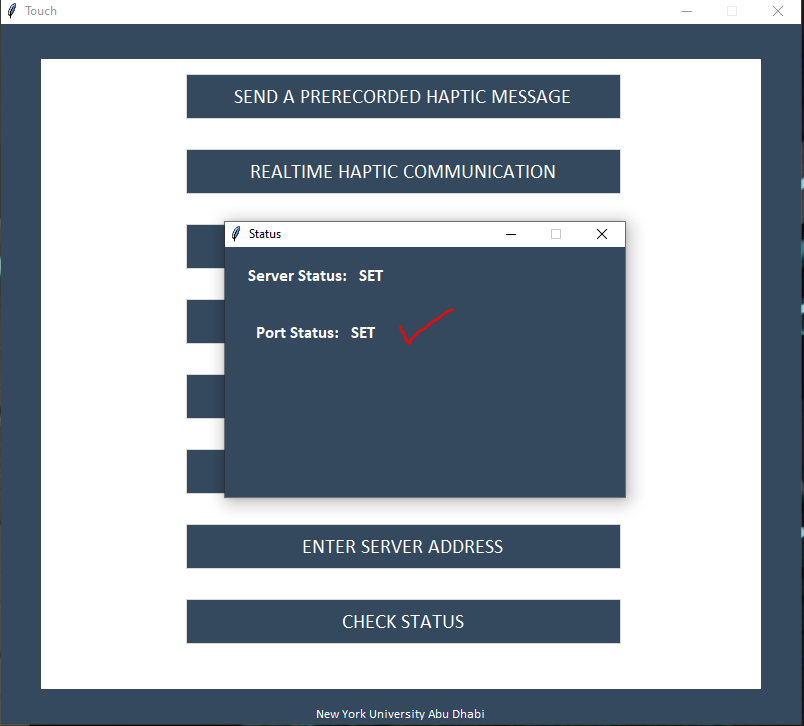 Touch
SEND A PRERECORDED HAPTIC MESSAGE
REALTIME HAPTIC COMMUNICATION
Status
Server Status: SET
Port Status: SET
ENTER SERVER ADDRESS
CHECK STATUS
New York University Abu Dhabi